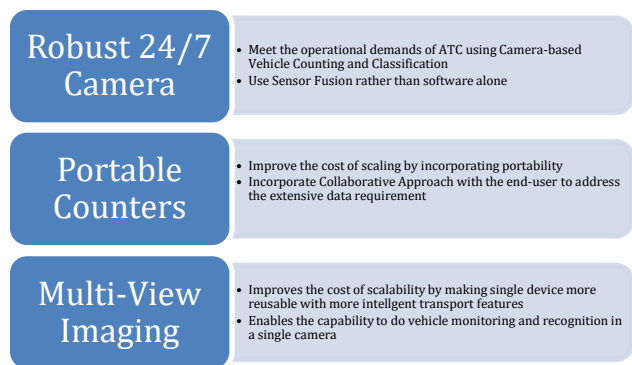 Robust 24/7
Camera
• Meet the operational demands of ATC using Camera-based
Vehicle Counting and Classification
• Use Sensor Fusion rather than software alone
Portable
Counters
• Improve the cost of scaling by incorporating portability
• Incorporate Collaborative Approach with the end-user to address
the extensive data requirement
Multi-View
Imaging
• Improves the cost of scalability by making single device more
reusable with more intellgent transport features
• Enables the capability to do vehicle monitoring and recognition in
a single camera